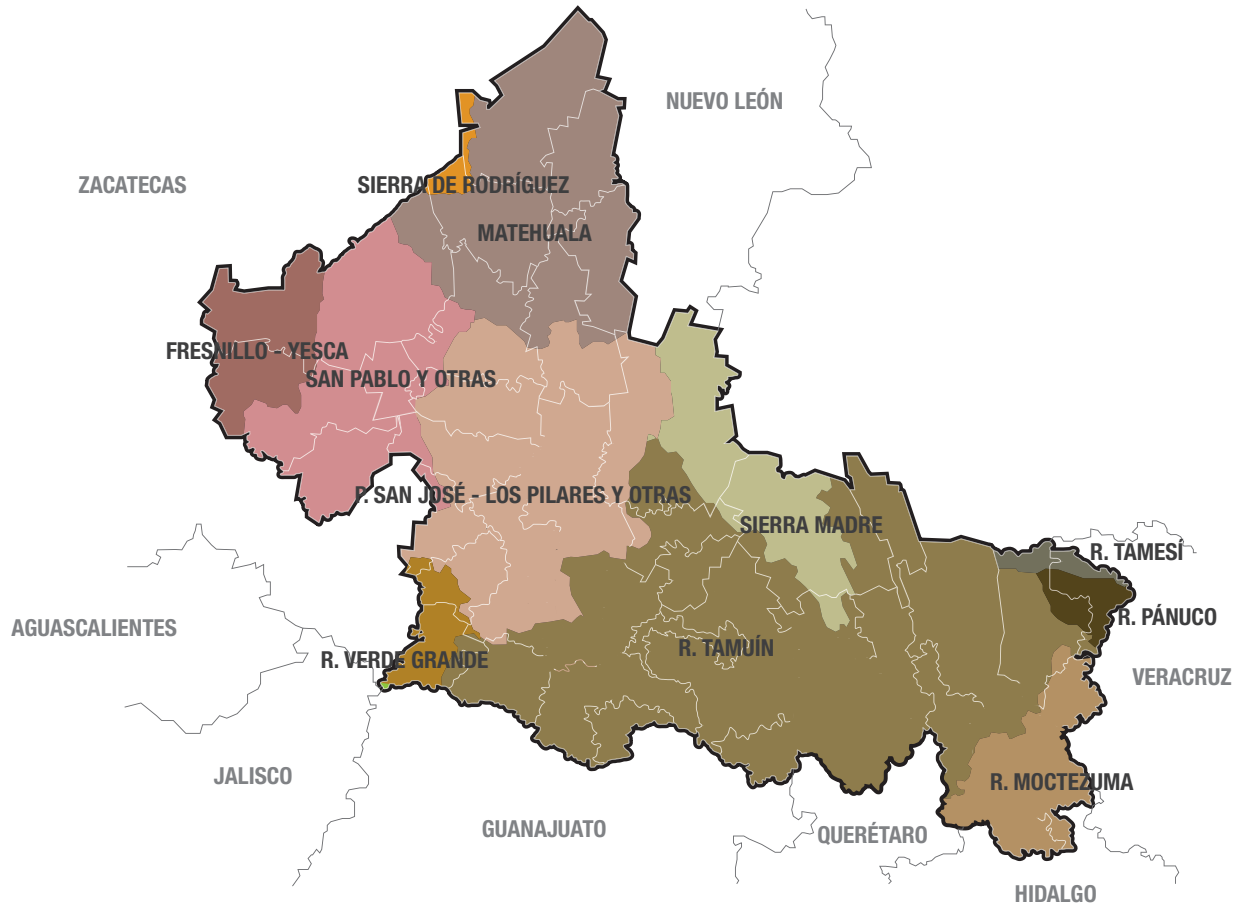 NUEVO LEÓN
ZACATECAS
SIERRA DE RODRÍGUEZ
MATEHUALA
FRESNILLO - YESCA
SAN PABLO Y OTRAS
P. SAN JOSÉ - LOS PILARES Y OTRAS
SIERRA MADRE
R. TAMESÍ
R. PÁNUCO
AGUASCALIENTES
R. TAMUÍN
R. VERDE GRANDE
VERACRUZ
JALISCO
R. MOCTEZUMA
GUANAJUATO
QUERÉTARO
HIDALGO